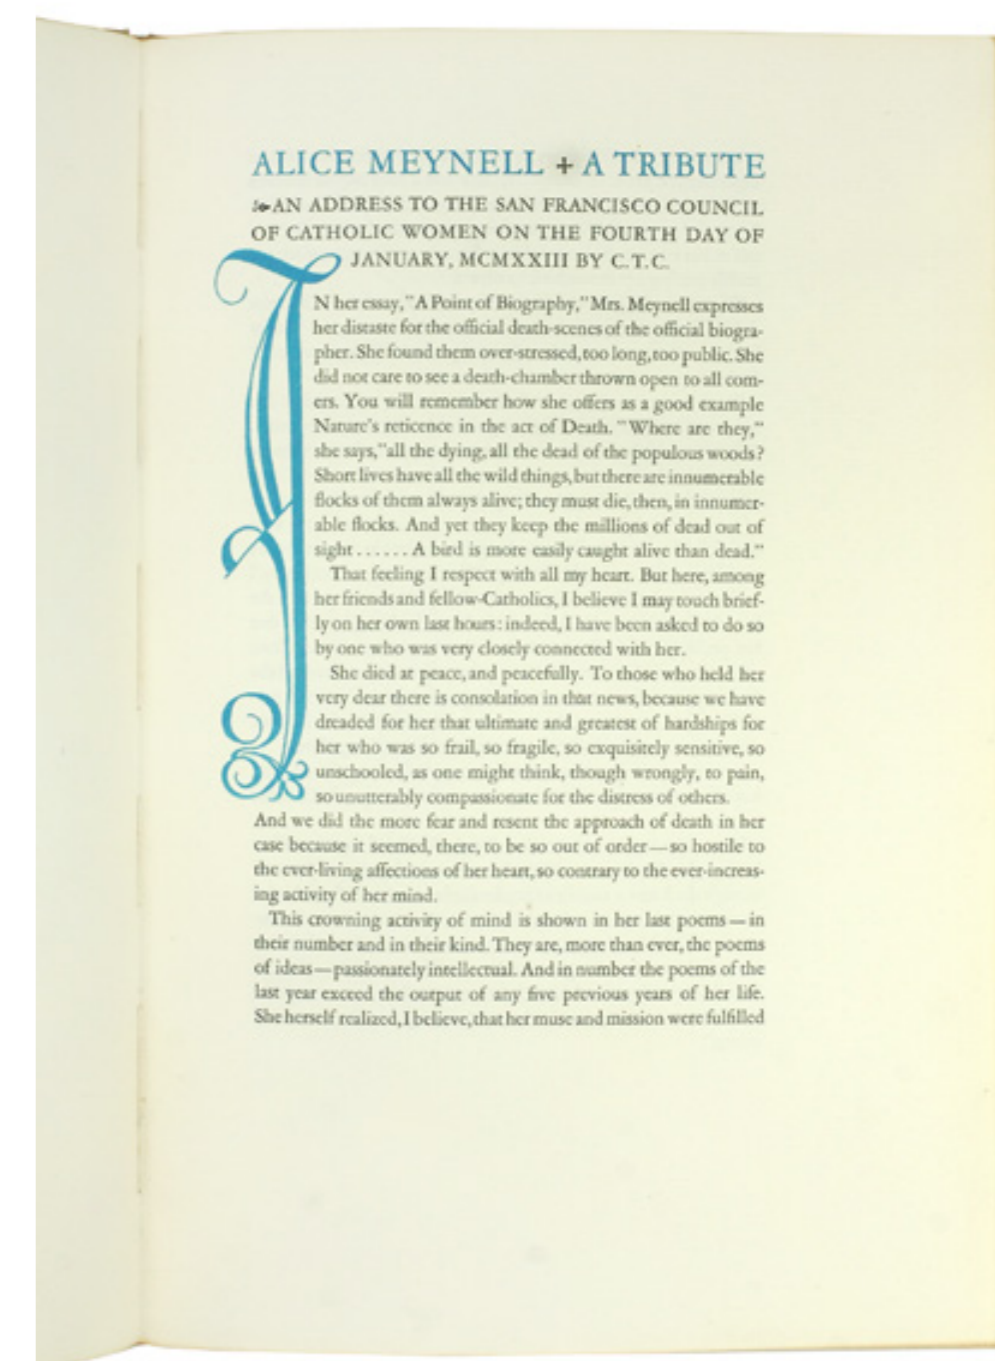 ALICE MEYNELL + A TRIBUTE
AN ADDRESS TO THE SAN FRANCISCO COUNCIL
OF CATHOLIC WOMEN ON THE FOURTH DAY OF
JANUARY, MCMXXIII BY C.T.C.
IN her essay, "A Point of Biography," Mrs. Meynell expresses
her distaste for the official death-scenes of the official biogra-
pher. She found them over-stressed, too long, too public. She
did not care to see a death-chamber thrown open to all com-
ers. You will remember how she offers as a good example
Nature's reticence in the act of Death. "Where are they,"
she says, "all the dying, all the dead of the populous woods?
Short lives have all the wild things, but there are innumerable
flocks of them always alive; they must die, then, in innumer-
able flocks. And yet they keep the millions of dead out of
sight ...... A bird is more easily caught alive than dead."
That feeling I respect with all my heart. But here, among
her friends and fellow-Catholics, I believe I may touch brief-
ly on her own last hours: indeed, I have been asked to do so
by one who was very closely connected with her.
She died at peace, and peacefully. To those who held her
very dear there is consolation in that news, because we have
dreaded for her that ultimate and greatest of hardships for
her who was so frail, so fragile, so exquisitely sensitive, so
unschooled, as one might think, though wrongly, to pain,
so unutterably compassionate for the distress of others.
And we did the more fear and resent the approach of death in her
case because it seemed, there, to be so out of order—so hostile to
the ever-living affections of her heart, so contrary to the ever-increas-
ing activity of her mind.
This crowning activity of mind is shown in her last poems—in
their number and in their kind. They are, more than ever, the poems
of ideas—passionately intellectual. And in number the poems of the
last year exceed the output of any five previous years of her life.
She herself realized, I believe, that her muse and mission were fulfilled